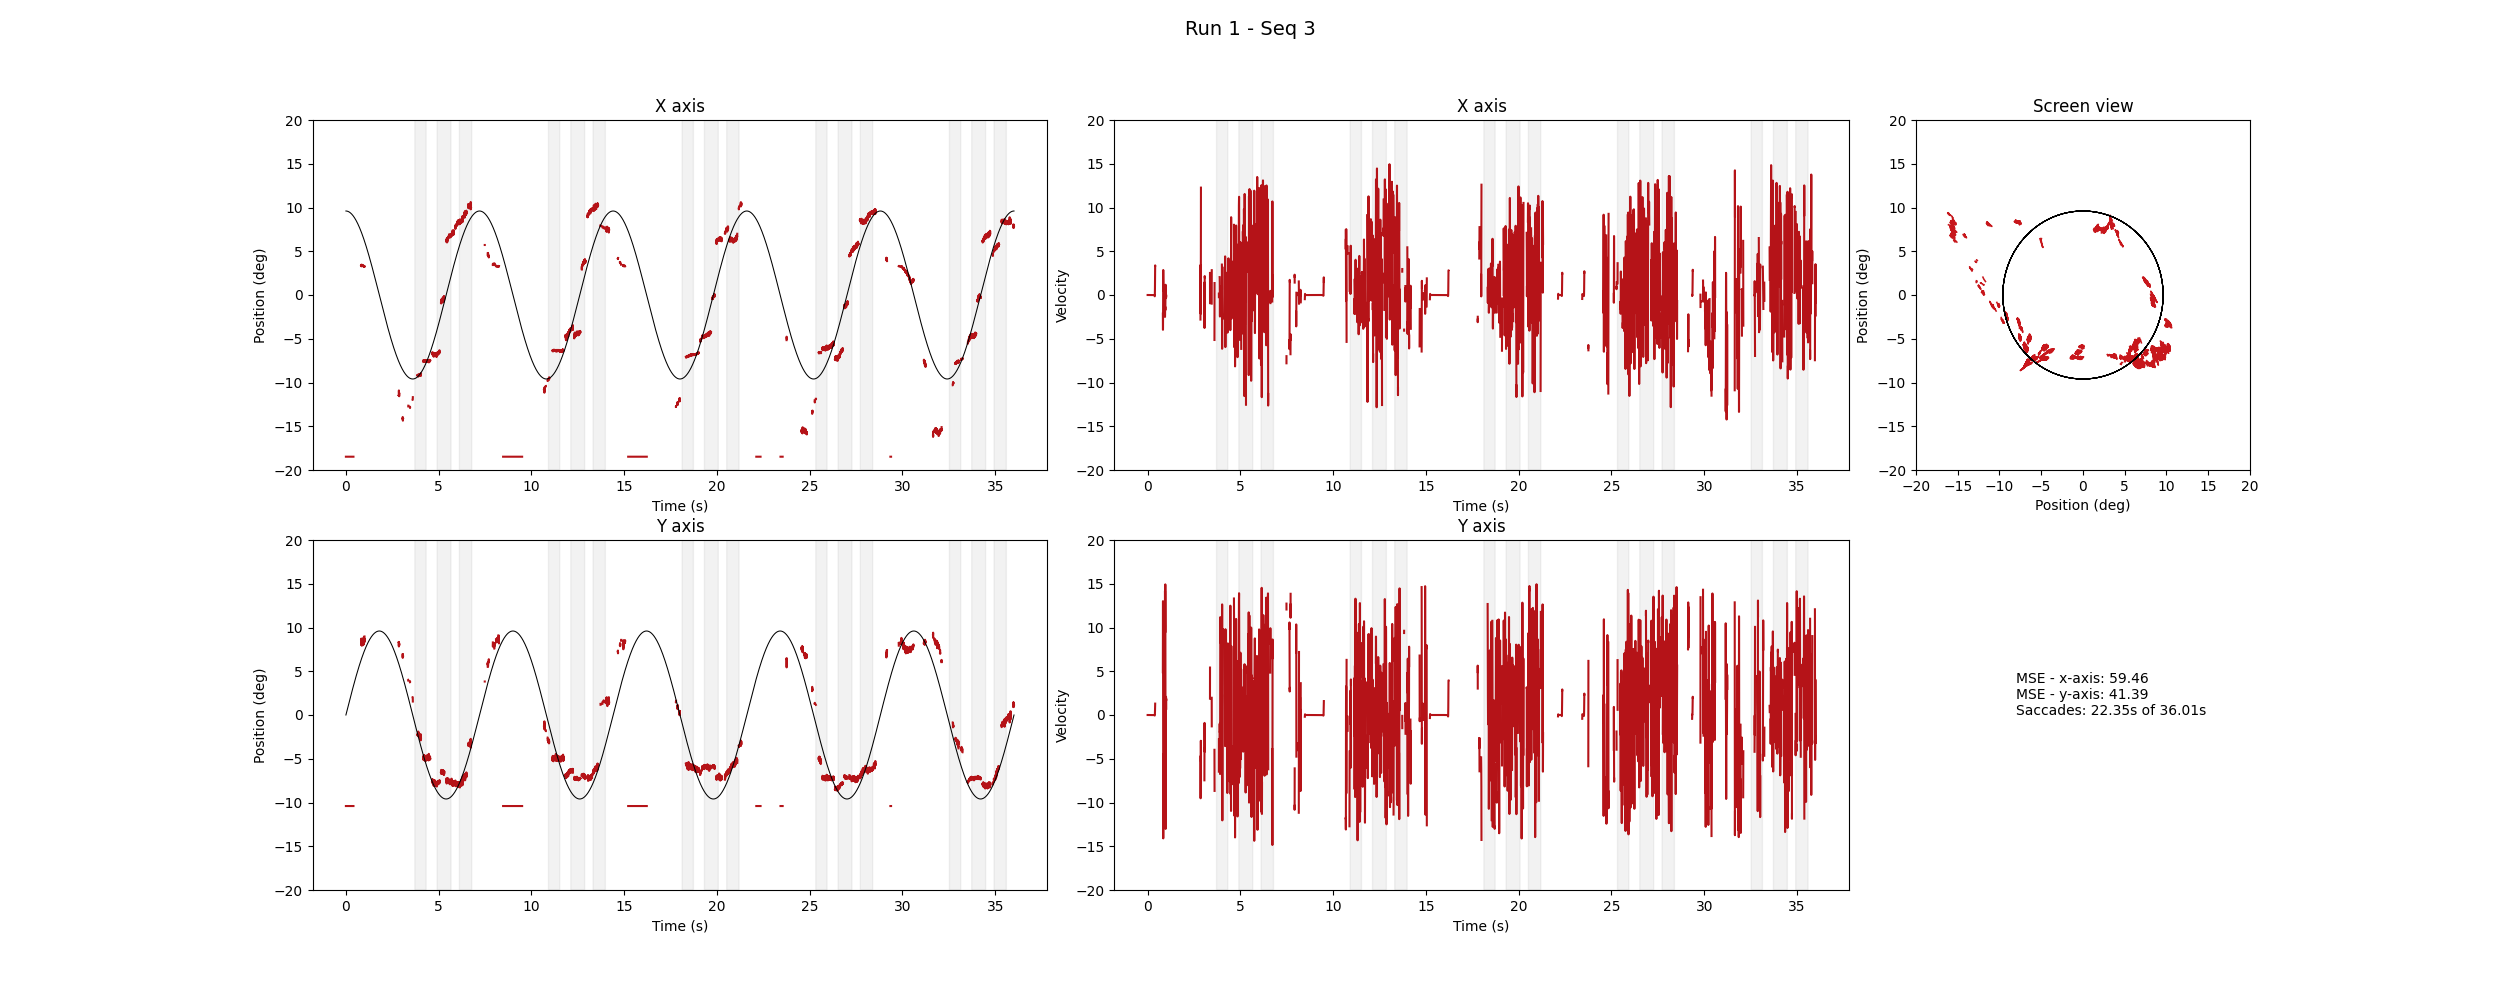 Run 1 - Seq 3
X axis
X axis
Screen view
20
15
10
5
0
−5
−10
−15
−20
Position (deg)
0 5 10 15 20 25 30 35
Time (s)
20
15
10
5
0
−5
−10
−15
−20
Velocity
0 5 10 15 20 25 30 35
Time (s)
20
15
10
5
0
−5
−10
−15
−20
Position (deg)
−20 −15 −10 −5 0 5 10 15 20
Position (deg)
Y axis
20
15
10
5
0
−5
−10
−15
−20
Position (deg)
0 5 10 15 20 25 30 35
Time (s)
Y axis
20
15
10
5
0
−5
−10
−15
−20
Velocity
0 5 10 15 20 25 30 35
Time (s)
MSE - x-axis: 59.46
MSE - y-axis: 41.39
Saccades: 22.35s of 36.01s